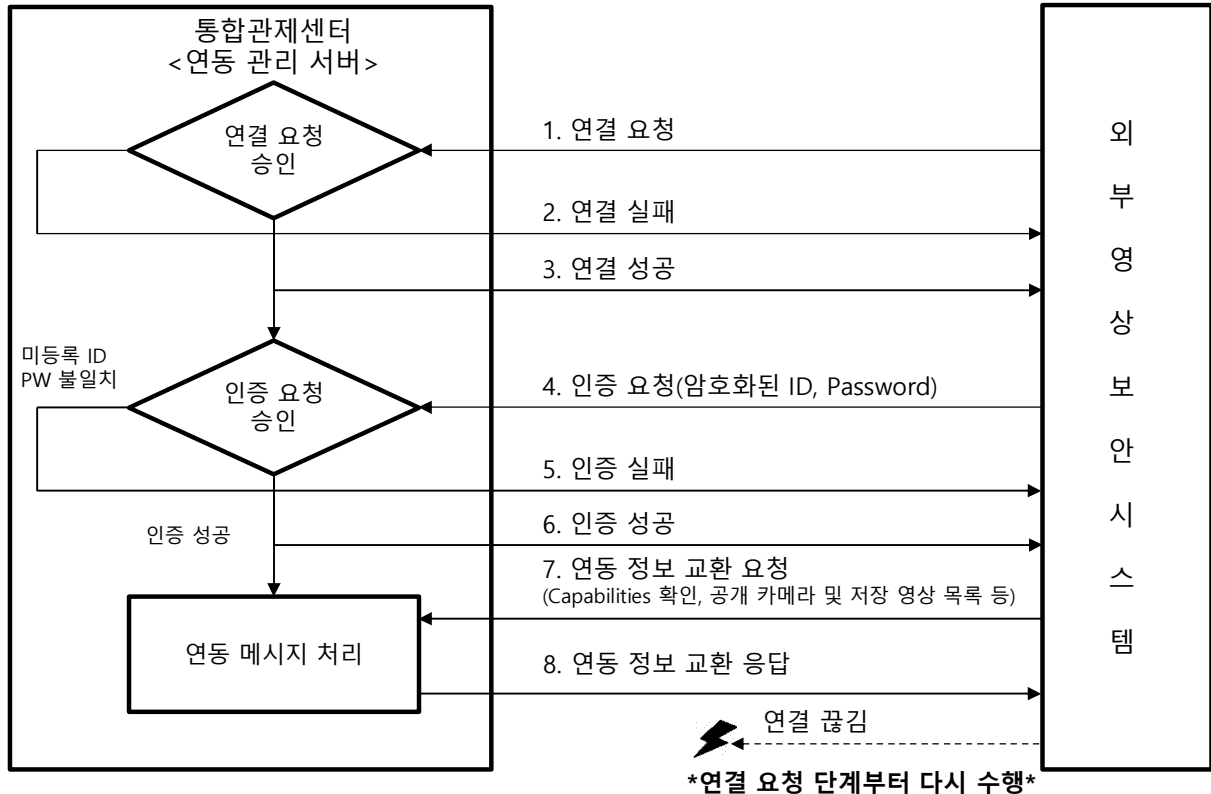 통합관제센터
<연동 관리 서버>
연결 요청
승인
1. 연결 요청
2. 연결 실패
3. 연결 성공
미등록 ID
PW 불일치
인증 요청
승인
4. 인증 요청(암호화된 ID, Password)
5. 인증 실패
인증 성공
6. 인증 성공
7. 연동 정보 교환 요청
(Capabilities 확인, 공개 카메라 및 저장 영상 목록 등)
연동 메시지 처리
8. 연동 정보 교환 응답
연결 끊김
*연결 요청 단계부터 다시 수행*
외
부
영
상
보
안
시
스
템